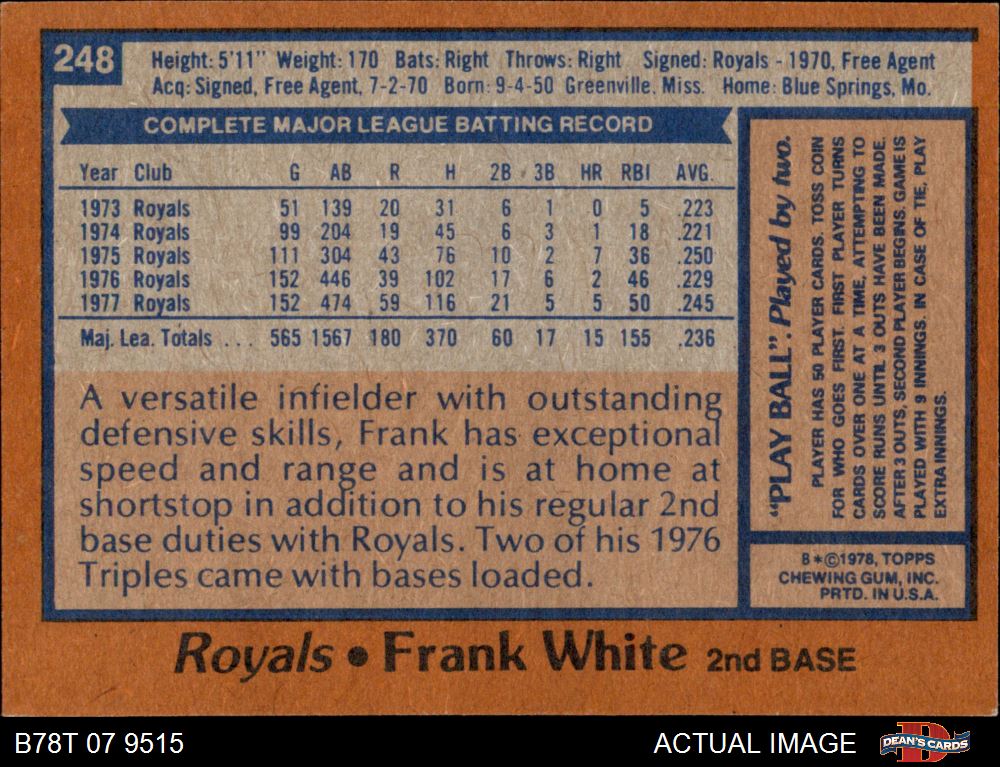 248
Height: 5'11" Weight: 170 Bats: Right Throws: Right Signed: Royals - 1970, Free Agent
Acq: Signed, Free Agent, 7-2-70 Born: 9-4-50 Greenville, Miss. Home: Blue Springs, Mo.
COMPLETE MAJOR LEAGUE BATTING RECORD
Year Club G AB R H 2B 3B HR RBI AVG.
1973 Royals 51 139 20 31 6 1 0 5 .223
1974 Royals 99 204 19 45 6 3 1 18 .221
1975 Royals 111 304 43 76 10 2 7 36 .250
1976 Royals 152 446 39 102 17 6 2 46 .229
1977 Royals 152 474 59 116 21 5 5 50 .245
Maj. Lea. Totals . . . 565 1567 180 370 60 17 15 155 .236
A versatile infielder with outstanding
defensive skills, Frank has exceptional
speed and range and is at home at
shortstop in addition to his regular 2nd
base duties with Royals. Two of his 1976
Triples came with bases loaded.
"PLAY BALL". Played by two.
PLAYER HAS 50 PLAYER CARDS. TOSS COIN
FOR WHO GOES FIRST. FIRST PLAYER TURNS
CARDS OVER ONE AT A TIME, ATTEMPTING TO
SCORE RUNS UNTIL 3 OUTS HAVE BEEN MADE.
AFTER 3 OUTS, SECOND PLAYER BEGINS. GAME IS
PLAYED WITH 9 INNINGS. IN CASE OF TIE, PLAY
EXTRA INNINGS.
B*©1978, TOPPS
CHEWING GUM, INC.
PRTD. IN U.S.A.
Royals • Frank White 2nd BASE
B78T 07 9515
ACTUAL IMAGE
D
DEAN'S CARDS